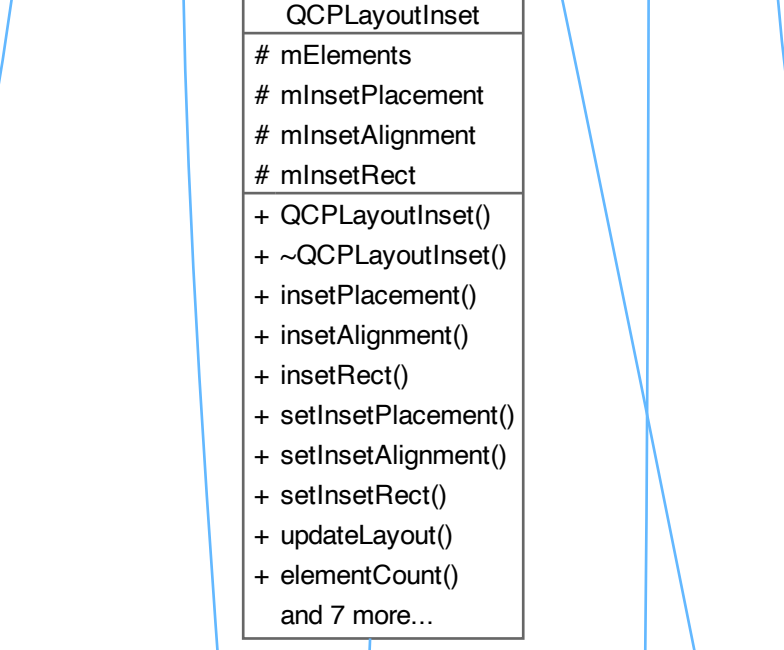 QCPLayoutInset
# mElements
# mInsetPlacement
# mInsetAlignment
# mInsetRect
+ QCPLayoutInset()
+ ~QCPLayoutInset()
+ insetPlacement()
+ insetAlignment()
+ insetRect()
+ setInsetPlacement()
+ setInsetAlignment()
+ setInsetRect()
+ updateLayout()
+ elementCount()
and 7 more...